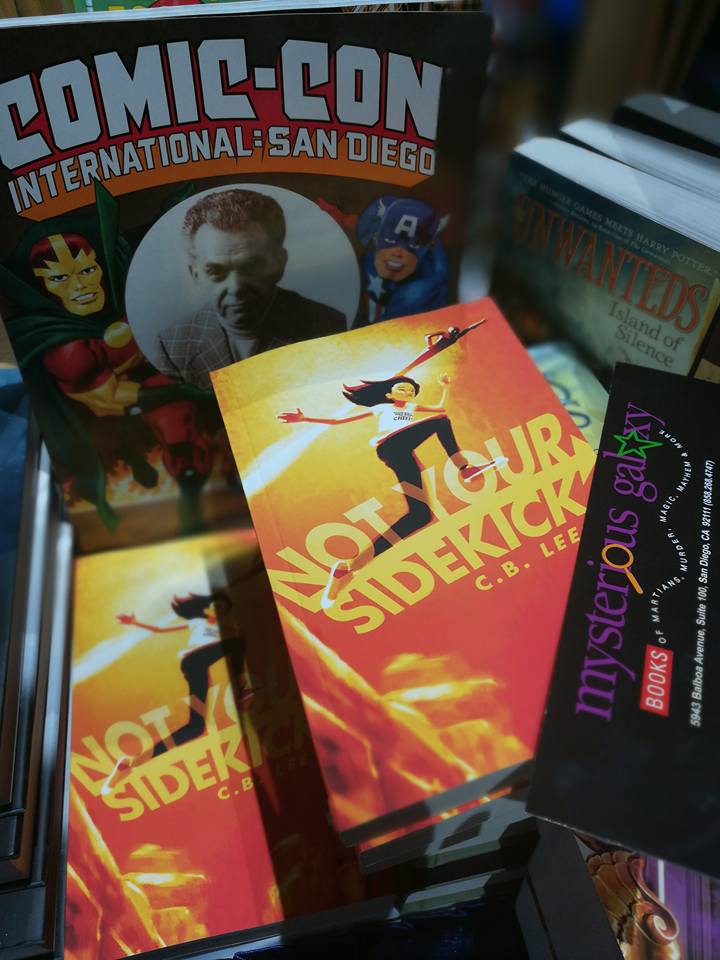 COMIC-CON
INTERNATIONAL: SAN DIEGO
A
"THE HUNGER GAMES MEETS HARRY POTTER."
UNWANTEDS
Island of
Silence
NOT YOUR
SIDEKICK
C.B. LEE
NOT YOUR
SIDEKICK
C.B. LEE
mysterious galaxy
BOOKS OF MARTIANS, MURDER, MAGIC, MAYHEM & MORE
5943 Balboa Avenue, Suite 100, San Diego, CA 92111 (858.268.4747)